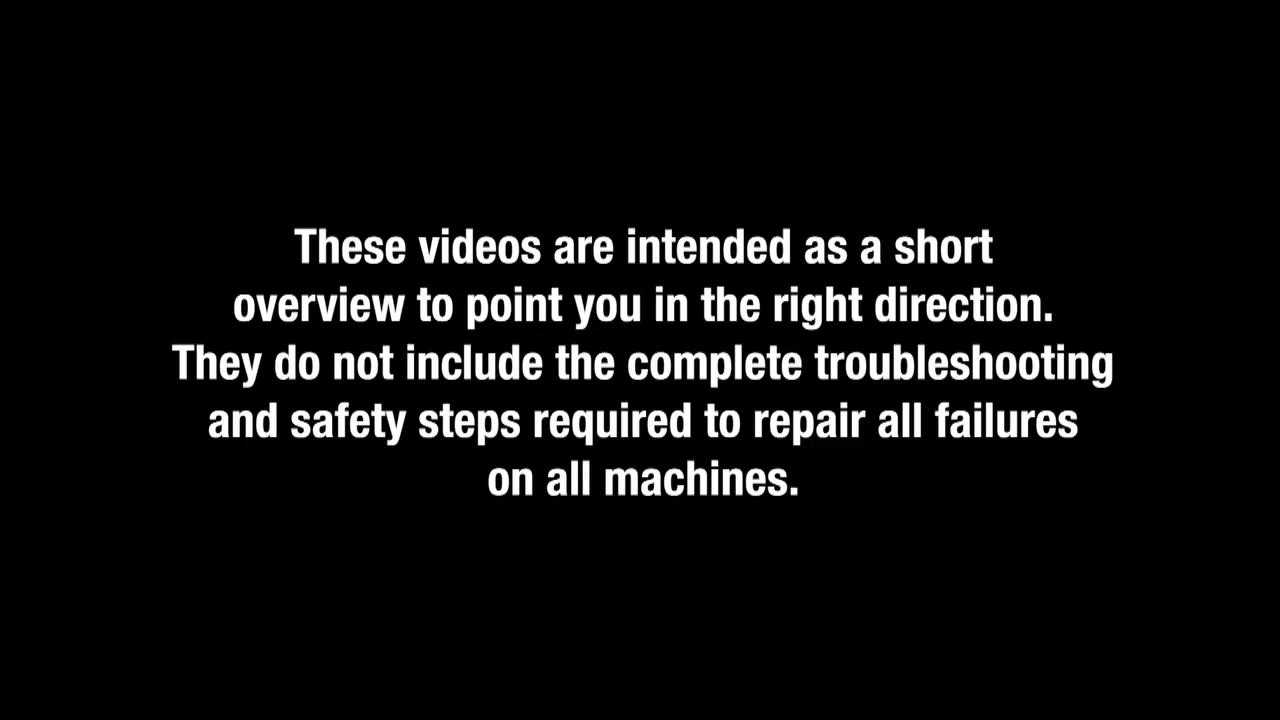 These videos are intended as a short
overview to point you in the right direction.
They do not include the complete troubleshooting
and safety steps required to repair all failures
on all machines.